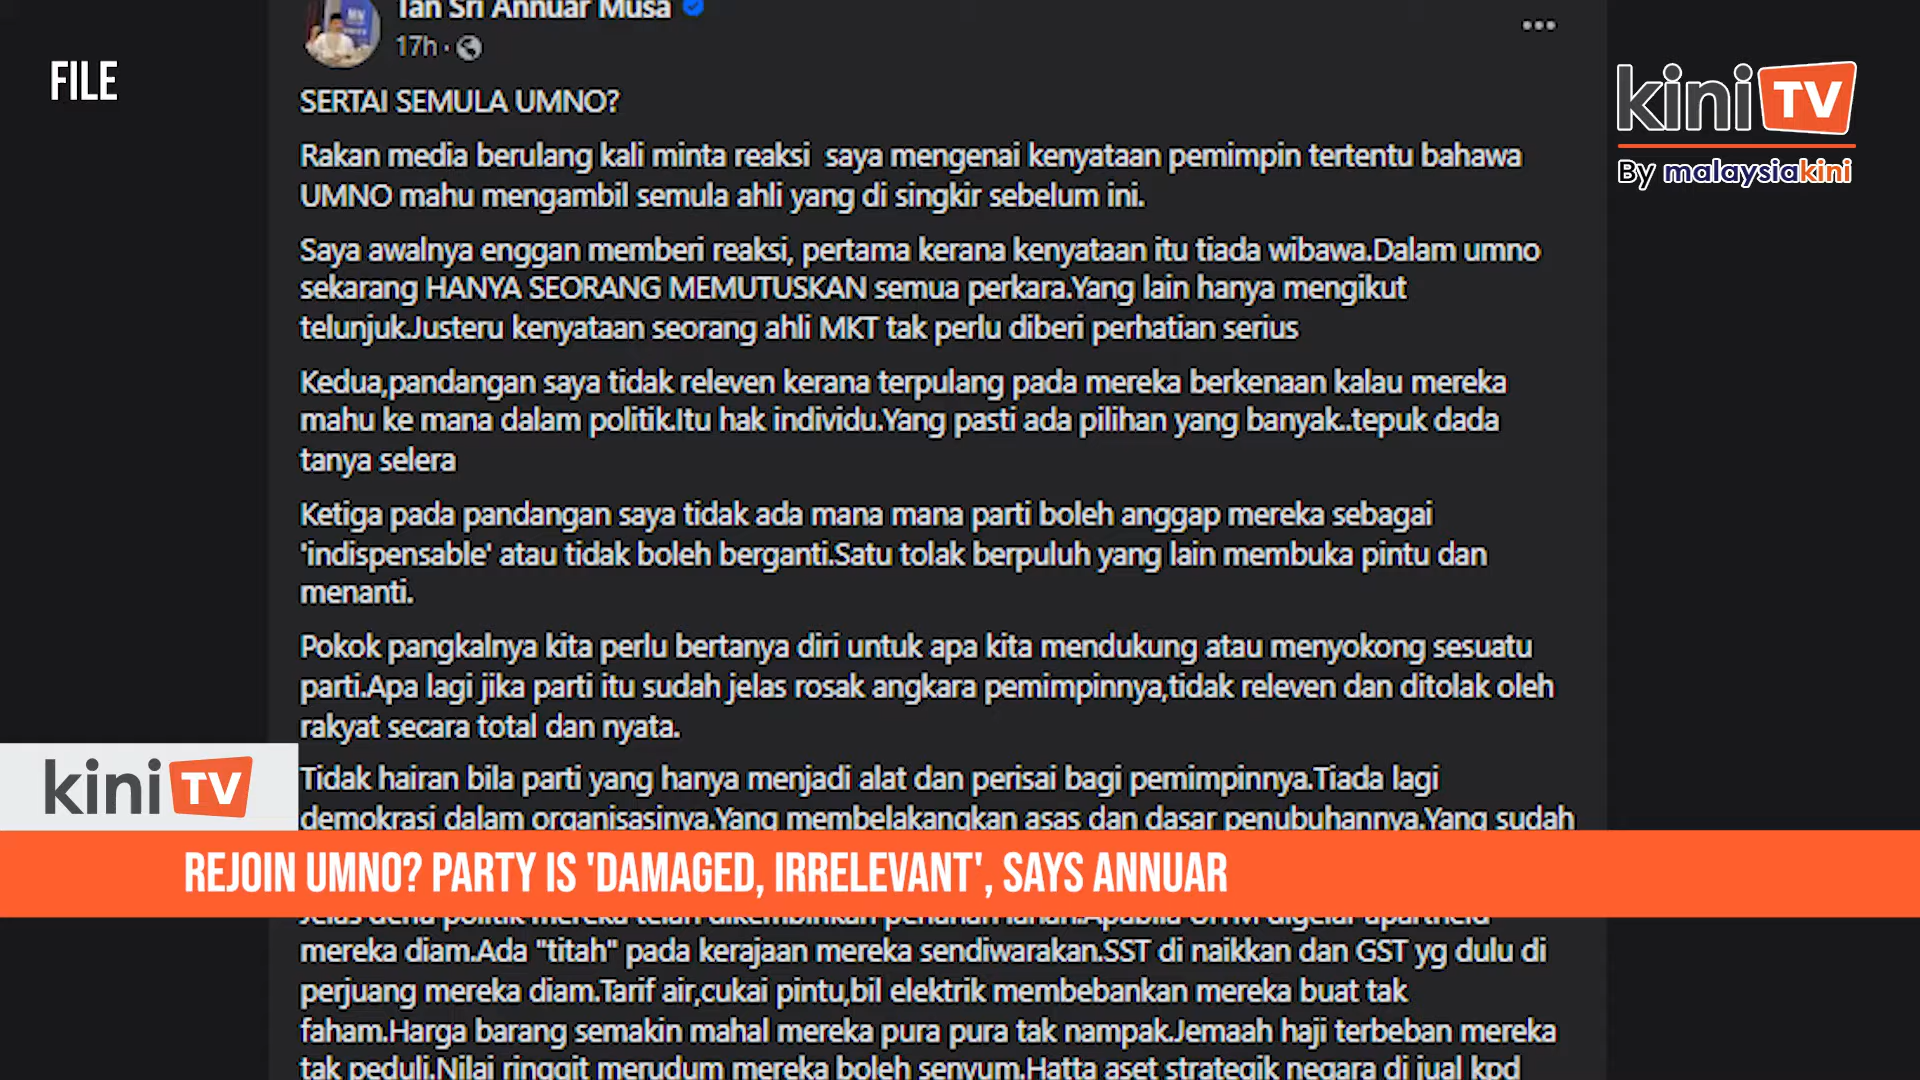 Tan Sri Annuar Musa
17h ·
FILE
kini TV
By malaysiakini
SERTAI SEMULA UMNO?
Rakan media berulang kali minta reaksi saya mengenai kenyataan pemimpin tertentu bahawa
UMNO mahu mengambil semula ahli yang di singkir sebelum ini.
Saya awalnya enggan memberi reaksi, pertama kerana kenyataan itu tiada wibawa.Dalam umno
sekarang HANYA SEORANG MEMUTUSKAN semua perkara.Yang lain hanya mengikut
telunjuk.Justeru kenyataan seorang ahli MKT tak perlu diberi perhatian serius
Kedua,pandangan saya tidak releven kerana terpulang pada mereka berkenaan kalau mereka
mahu ke mana dalam politik.Itu hak individu.Yang pasti ada pilihan yang banyak..tepuk dada
tanya selera
Ketiga pada pandangan saya tidak ada mana mana parti boleh anggap mereka sebagai
'indispensable' atau tidak boleh berganti.Satu tolak berpuluh yang lain membuka pintu dan
menanti.
Pokok pangkalnya kita perlu bertanya diri untuk apa kita mendukung atau menyokong sesuatu
parti.Apa lagi jika parti itu sudah jelas rosak angkara pemimpinnya,tidak releven dan ditolak oleh
rakyat secara total dan nyata.
Tidak hairan bila parti yang hanya menjadi alat dan perisai bagi pemimpinnya.Tiada lagi
demokrasi dalam organisasinya.Yang membelakangkan asas dan dasar penubuhannya.Yang sudah
kini TV
REJOIN UMNO? PARTY IS 'DAMAGED, IRRELEVANT', SAYS ANNUAR
mereka diam.Ada "titah" pada kerajaan mereka sendiwarakan.SST di naikkan dan GST yg dulu di
perjuang mereka diam.Tarif air,cukai pintu,bil elektrik membebankan mereka buat tak
faham.Harga barang semakin mahal mereka pura pura tak nampak.Jemaah haji terbeban mereka
tak peduli.Nilai ringgit merudum mereka boleh senyum.Hatta aset strategik negara di jual kpd